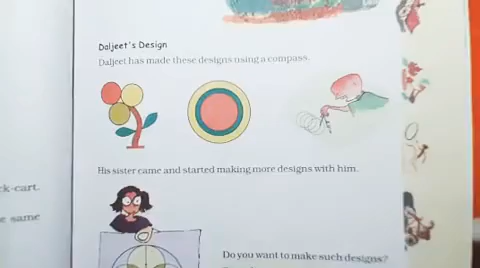 Daljeet's Design
Daljeet has made these designs using a compass.
His sister came and started making more designs with him.
ck-cart.
e same
Do you want to make such designs?